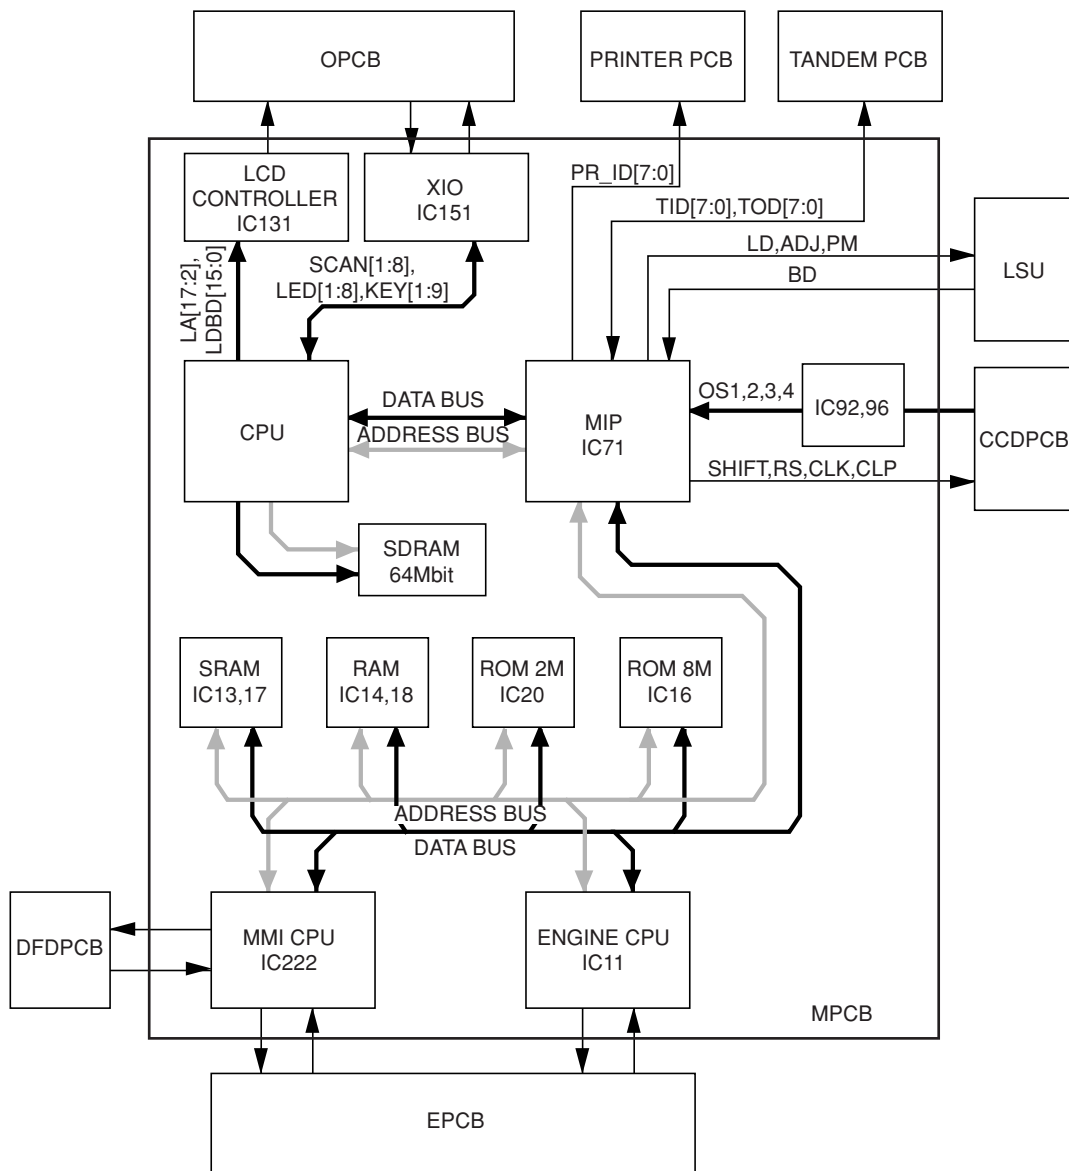 OPCB
PRINTER PCB
TANDEM PCB
LCD
CONTROLLER
IC131
XIO
IC151
PR_ID[7:0]
TID[7:0],TOD[7:0]
LD,ADJ,PM
BD
LSU
LA[17:2],
LDBD[15:0]
SCAN[1:8],
LED[1:8],KEY[1:9]
CPU
DATA BUS
ADDRESS BUS
MIP
IC71
OS1,2,3,4
IC92,96
CCDPCB
SHIFT,RS,CLK,CLP
SDRAM
64Mbit
SRAM
IC13,17
RAM
IC14,18
ROM 2M
IC20
ROM 8M
IC16
ADDRESS BUS
DATA BUS
DFDPCB
MMI CPU
IC222
ENGINE CPU
IC11
MPCB
EPCB